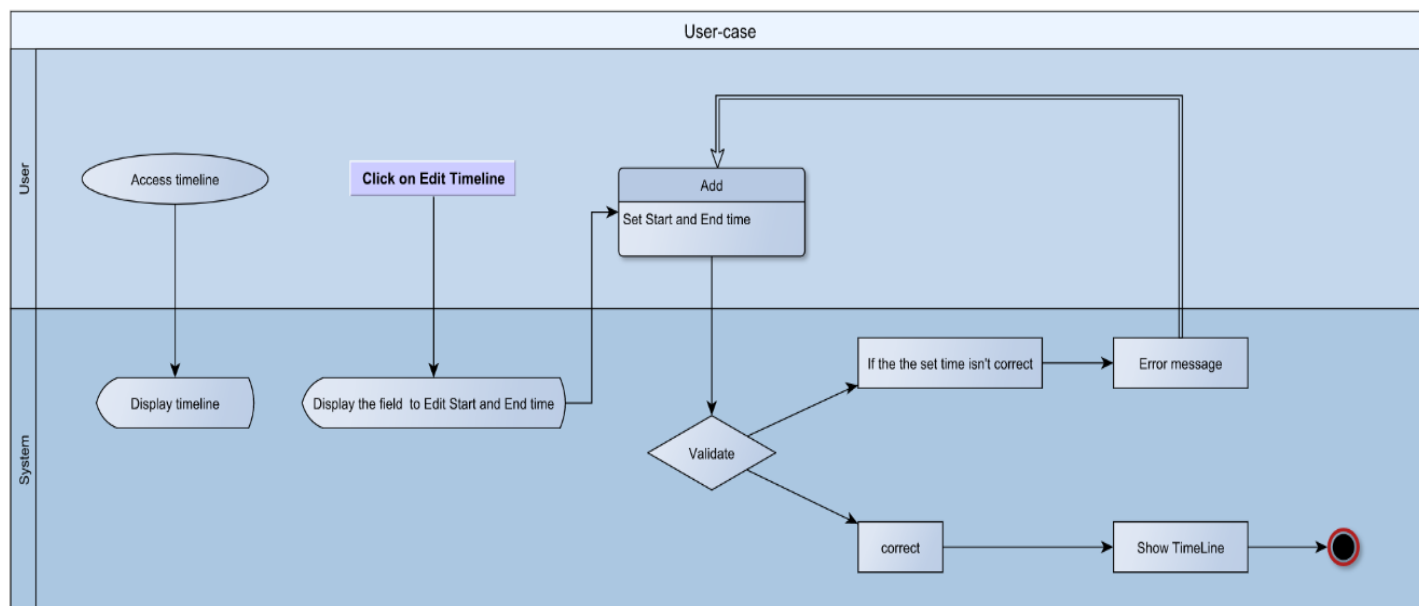 User-case
User
Access timeline
Click on Edit Timeline
Add
Set Start and End time
System
Display timeline
Display the field to Edit Start and End time
Validate
If the the set time isn't correct
Error message
correct
Show TimeLine